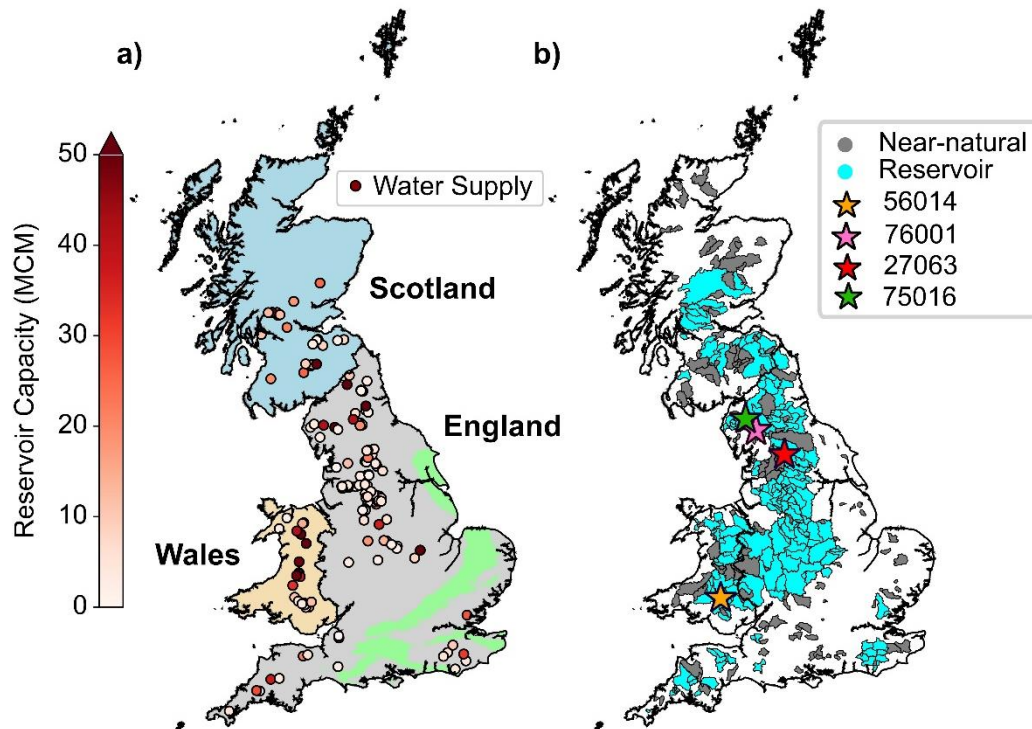 a)
b)
Reservoir Capacity (MCM)
50
40
30
20
10
0
Water Supply
Scotland
England
Wales
Near-natural
Reservoir
56014
76001
27063
75016